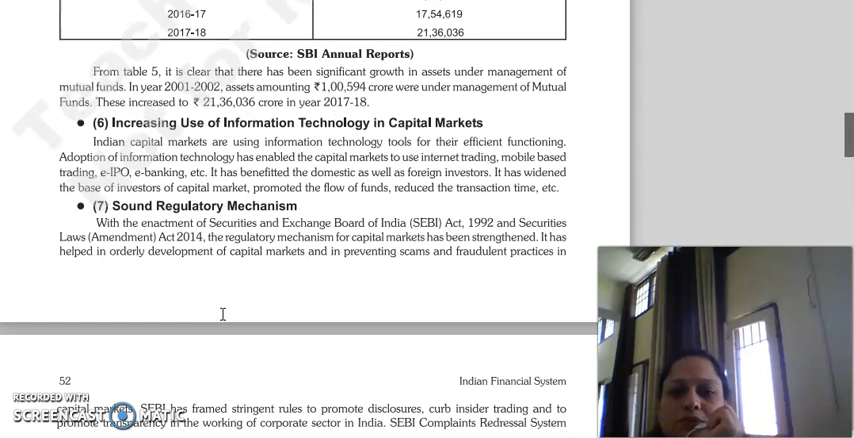 2016-17 17,54,619
2017-18 21,36,036
(Source: SBI Annual Reports)
From table 5, it is clear that there has been significant growth in assets under management of
mutual funds. In year 2001-2002, assets amounting ₹1,00,594 crore were under management of Mutual
Funds. These increased to ₹ 21,36,036 crore in year 2017-18.
● (6) Increasing Use of Information Technology in Capital Markets
Indian capital markets are using information technology tools for their efficient functioning.
Adoption of information technology has enabled the capital markets to use internet trading, mobile based
trading, e-IPO, e-banking, etc. It has benefitted the domestic as well as foreign investors. It has widened
the base of investors of capital market, promoted the flow of funds, reduced the transaction time, etc.
● (7) Sound Regulatory Mechanism
With the enactment of Securities and Exchange Board of India (SEBI) Act, 1992 and Securities
Laws (Amendment) Act 2014, the regulatory mechanism for capital markets has been strengthened. It has
helped in orderly development of capital markets and in preventing scams and fraudulent practices in
52 Indian Financial System
capital markets. SEBI has framed stringent rules to promote disclosures, curb insider trading and to
promote transparency in the working of corporate sector in India. SEBI Complaints Redressal System
RECORDED WITH
SCREENCAST MATIC